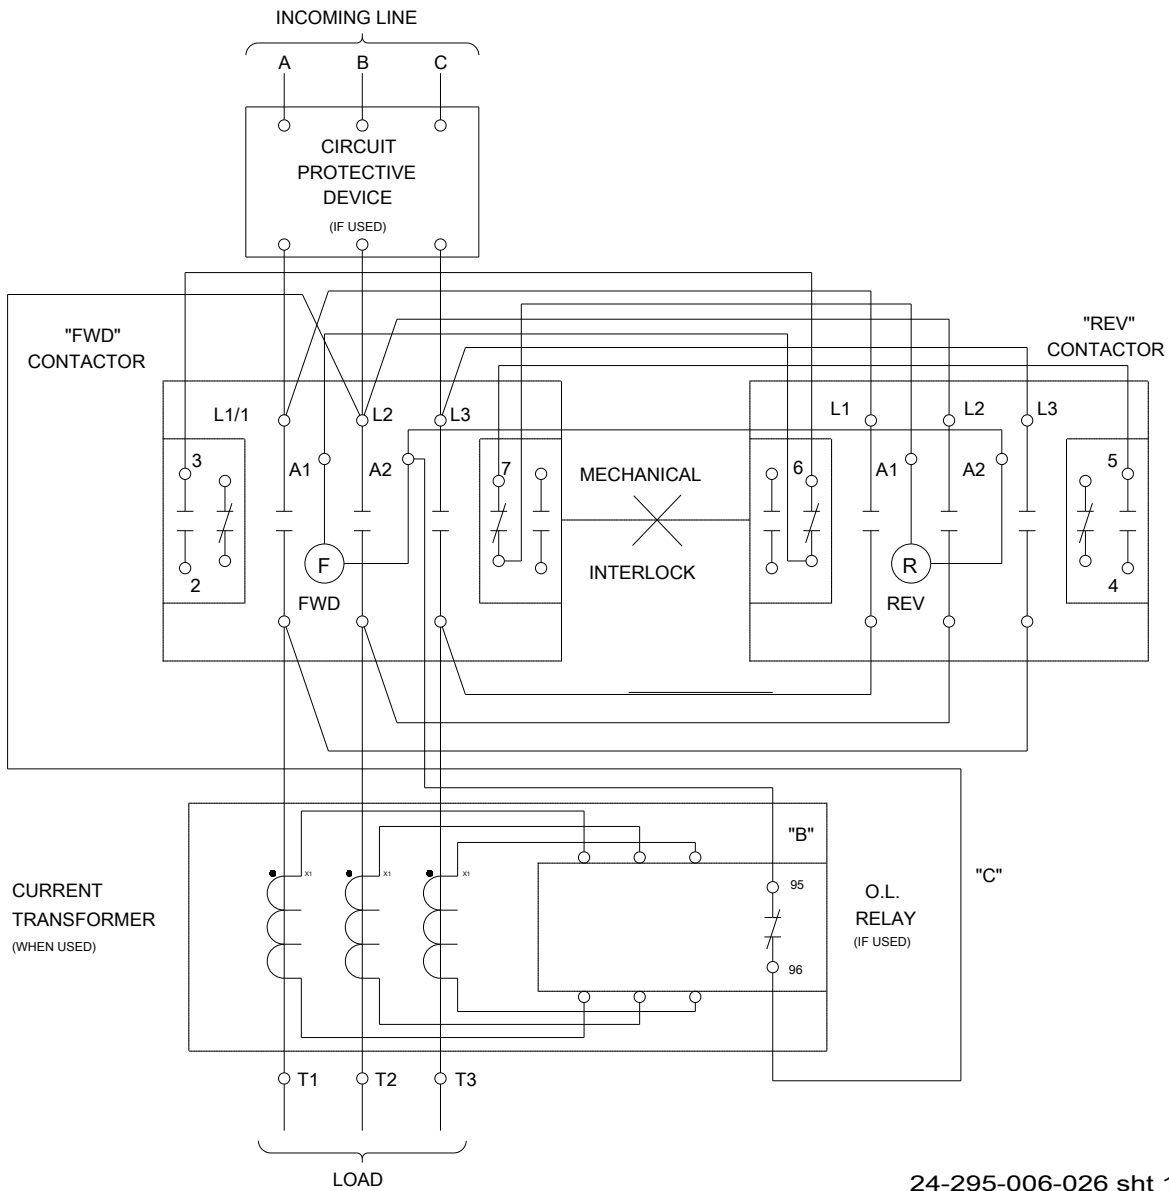 INCOMING LINE
A B C
CIRCUIT
PROTECTIVE
DEVICE
(IF USED)
"FWD"
CONTACTOR
"REV"
CONTACTOR
L1/1 L2 L3
L1 L2 L3
3 A1 A2 7
MECHANICAL
6 A1 A2 5
F
R
2
FWD
INTERLOCK
REV
4
"B"
X1 X1 X1
CURRENT
TRANSFORMER
(WHEN USED)
95
96
O.L.
RELAY
(IF USED)
"C"
T1 T2 T3
LOAD
24-295-006-026 sht